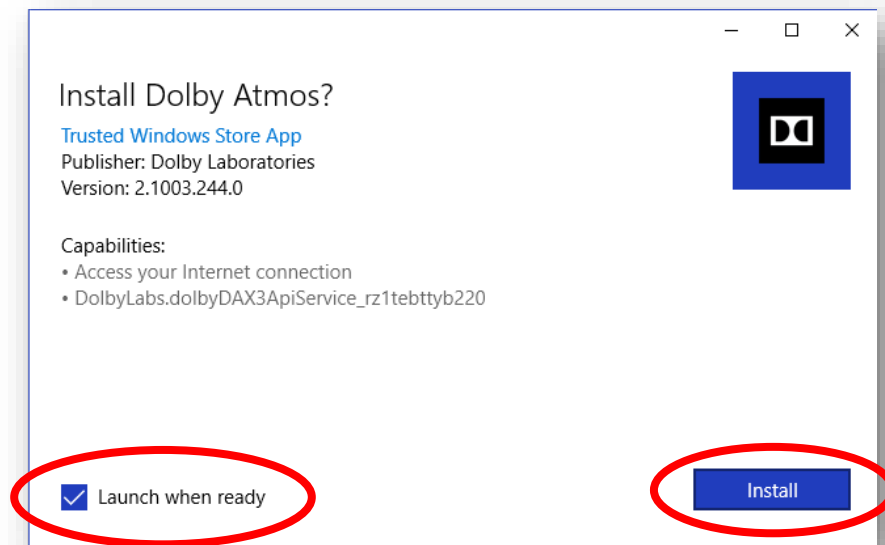 Install Dolby Atmos?
Trusted Windows Store App
Publisher: Dolby Laboratories
Version: 2.1003.244.0
Capabilities:
• Access your Internet connection
• DolbyLabs.dolbyDAX3ApiService_rz1tebttyb220
Launch when ready
Install